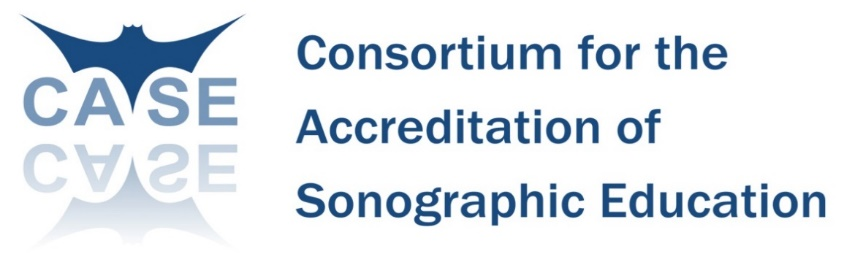 CASE
Consortium for the
Accreditation of
Sonographic Education